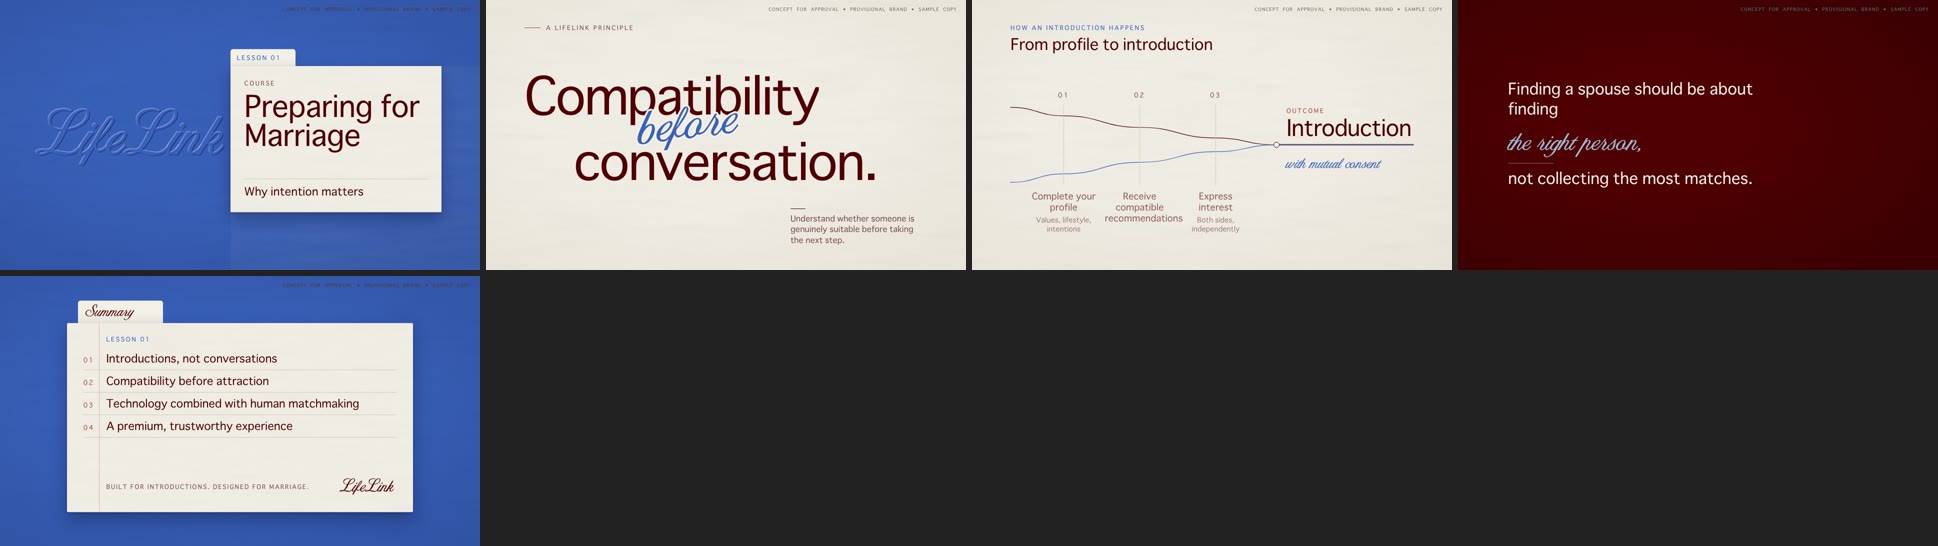 CONCEPT FOR APPROVAL • PROVISIONAL BRAND • SAMPLE COPY
LifeLink
LESSON 01
COURSE
Preparing for
Marriage
Why intention matters
CONCEPT FOR APPROVAL • PROVISIONAL BRAND • SAMPLE COPY
A LIFELINK PRINCIPLE
Compatibility
before
conversation.
Understand whether someone is
genuinely suitable before taking
the next step.
CONCEPT FOR APPROVAL • PROVISIONAL BRAND • SAMPLE COPY
HOW AN INTRODUCTION HAPPENS
From profile to introduction
01
Complete your
profile
Values, lifestyle,
intentions
02
Receive
compatible
recommendations
03
Express
interest
Both sides,
independently
OUTCOME
Introduction
with mutual consent
CONCEPT FOR APPROVAL • PROVISIONAL BRAND • SAMPLE COPY
Finding a spouse should be about
finding
the right person,
not collecting the most matches.
CONCEPT FOR APPROVAL • PROVISIONAL BRAND • SAMPLE COPY
Summary
LESSON 01
01 Introductions, not conversations
02 Compatibility before attraction
03 Technology combined with human matchmaking
04 A premium, trustworthy experience
BUILT FOR INTRODUCTIONS. DESIGNED FOR MARRIAGE.
LifeLink